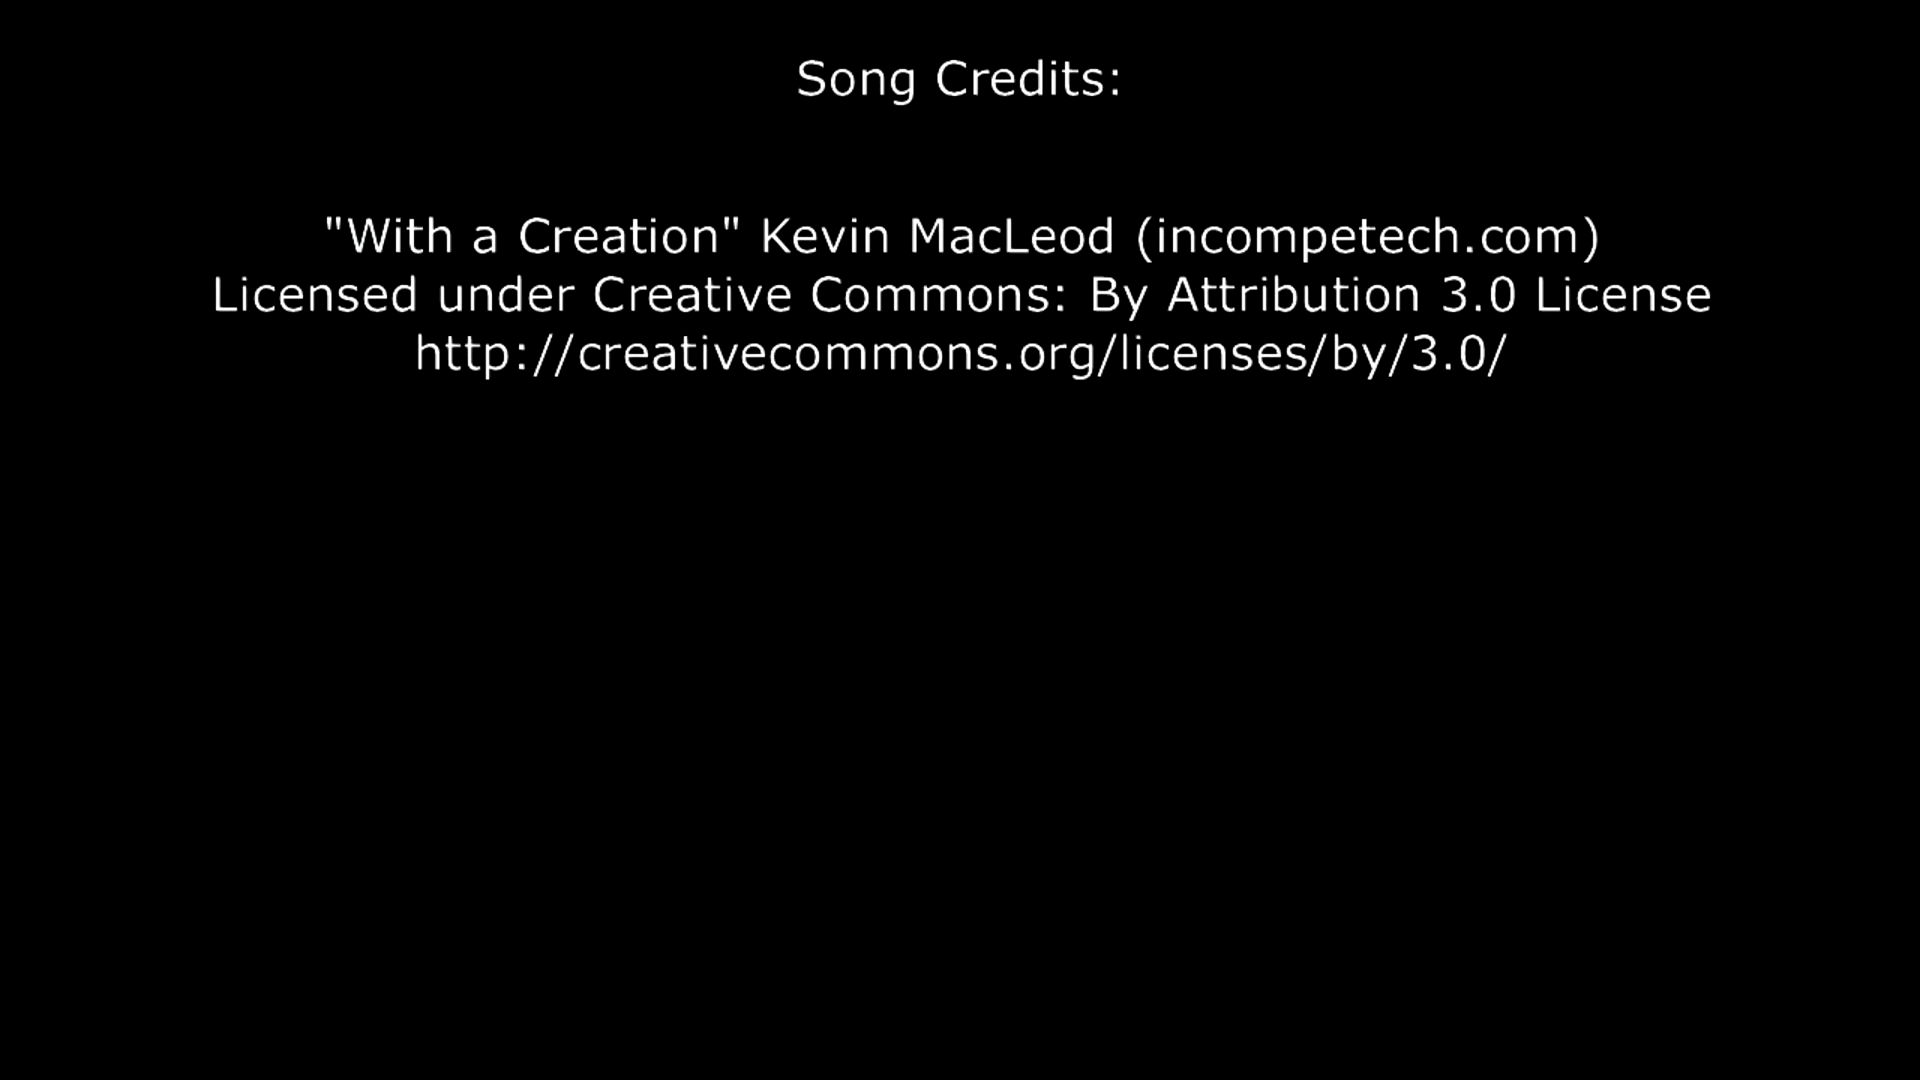 Song Credits:
"With a Creation" Kevin MacLeod (incompetech.com)
Licensed under Creative Commons: By Attribution 3.0 License
http://creativecommons.org/licenses/by/3.0/